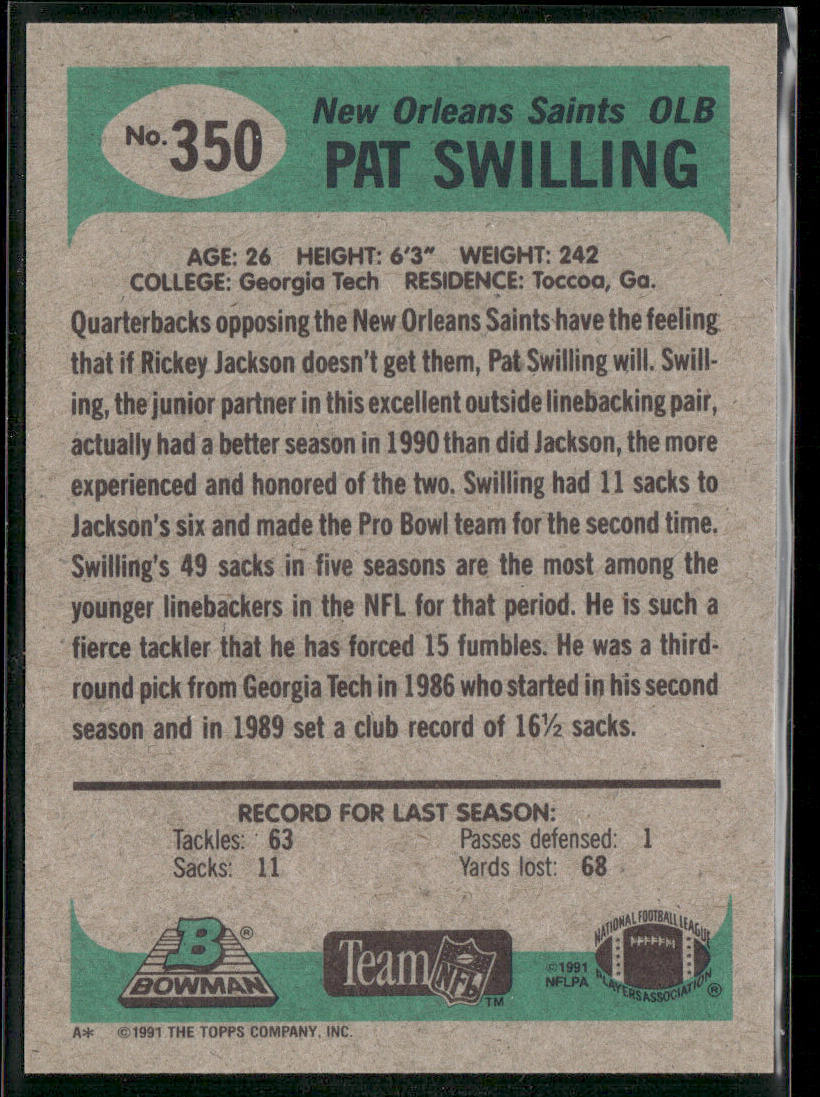 No. 350
New Orleans Saints OLB
PAT SWILLING
AGE: 26 HEIGHT: 6'3" WEIGHT: 242
COLLEGE: Georgia Tech RESIDENCE: Toccoa, Ga.
Quarterbacks opposing the New Orleans Saints have the feeling
that if Rickey Jackson doesn't get them, Pat Swilling will. Swill-
ing, the junior partner in this excellent outside linebacking pair,
actually had a better season in 1990 than did Jackson, the more
experienced and honored of the two. Swilling had 11 sacks to
Jackson's six and made the Pro Bowl team for the second time.
Swilling's 49 sacks in five seasons are the most among the
younger linebackers in the NFL for that period. He is such a
fierce tackler that he has forced 15 fumbles. He was a third-
round pick from Georgia Tech in 1986 who started in his second
season and in 1989 set a club record of 16½ sacks.
RECORD FOR LAST SEASON:
Tackles: 63 Passes defensed: 1
Sacks: 11 Yards lost: 68
B®
BOWMAN
Team NFL™
©1991
NFLPA
NATIONAL FOOTBALL LEAGUE
PLAYERS ASSOCIATION®
A* ©1991 THE TOPPS COMPANY, INC.